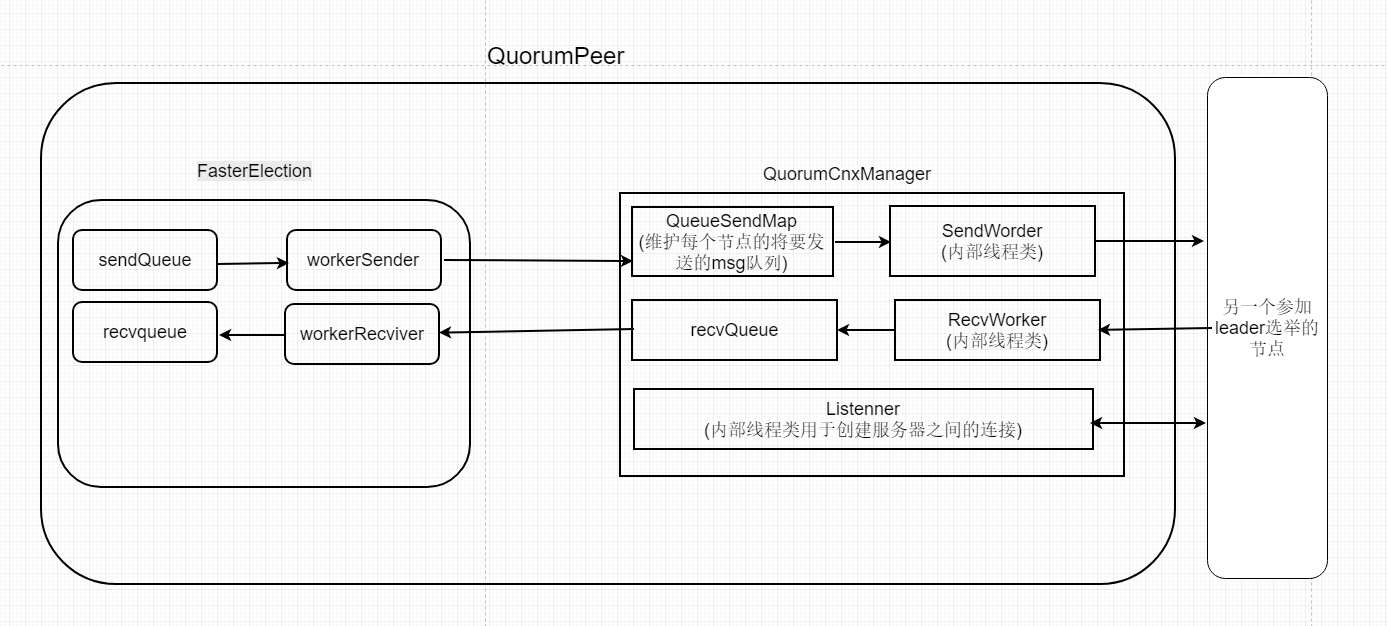 QuorumPeer
FasterElection
sendQueue
workerSender
recvqueue
workerRecviver
QuorumCnxManager
QueueSendMap
(维护每个节点的将要发
送的msg队列)
SendWorder
(内部线程类)
recvQueue
RecvWorker
(内部线程类)
Listenner
(内部线程类用于创建服务器之间的连接)
另一个参加
leader选举的
节点